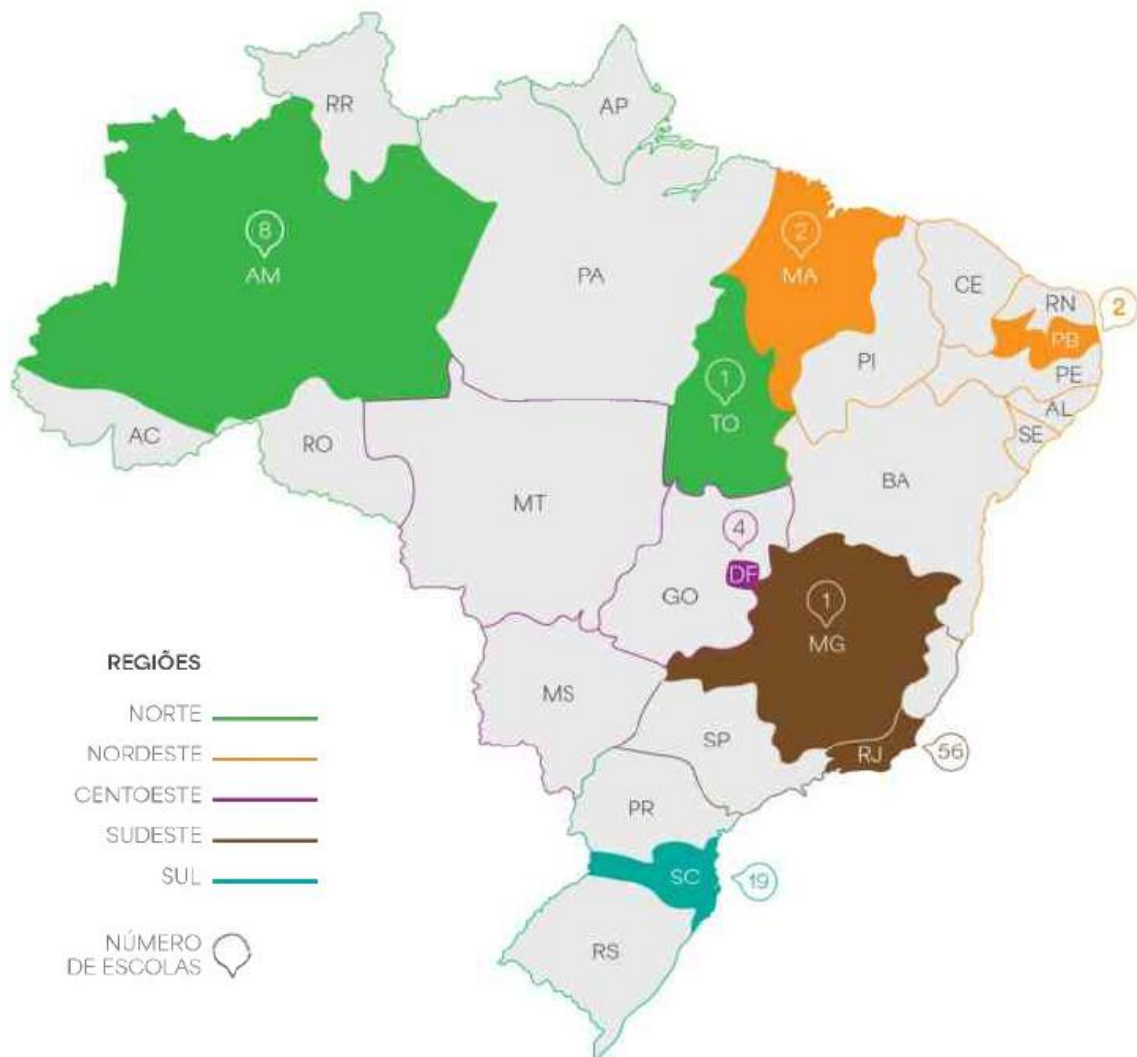 RR
AP
8
AM
PA
2
MA
CE
RN
2
PB
PI
PE
1
TO
AL
SE
AC
RO
BA
MT
4
DF
GO
1
MG
MS
SP
RJ
56
PR
SC
19
RS
REGIÕES
NORTE
NORDESTE
CENTOESTE
SUDESTE
SUL
NÚMERO
DE ESCOLAS